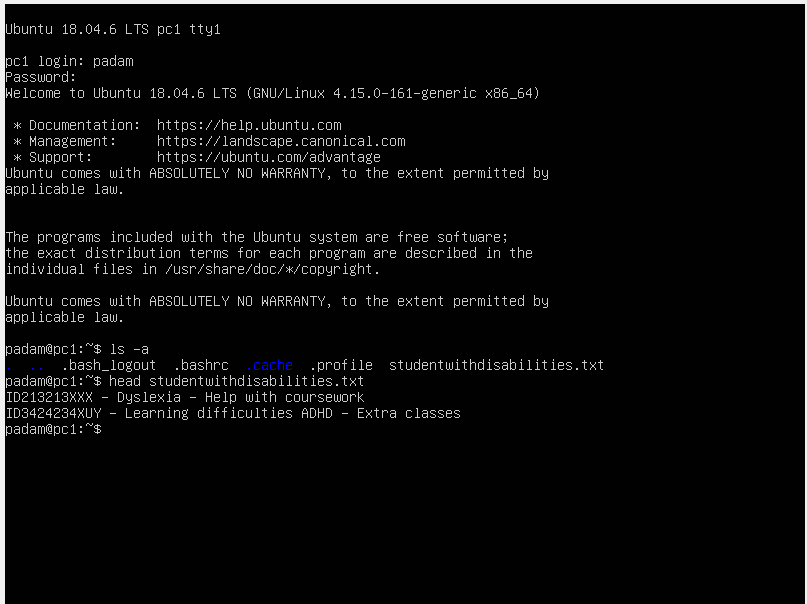 Ubuntu 18.04.6 LTS pc1 tty1
pc1 login: padam
Password:
Welcome to Ubuntu 18.04.6 LTS (GNU/Linux 4.15.0-161-generic x86_64)
* Documentation: https://help.ubuntu.com
* Management: https://landscape.canonical.com
* Support: https://ubuntu.com/advantage
Ubuntu comes with ABSOLUTELY NO WARRANTY, to the extent permitted by
applicable law.
The programs included with the Ubuntu system are free software;
the exact distribution terms for each program are described in the
individual files in /usr/share/doc/*/copyright.
Ubuntu comes with ABSOLUTELY NO WARRANTY, to the extent permitted by
applicable law.
padam@pc1:~$ ls -a
. .. .bash_logout .bashrc .cache .profile studentwithdisabilities.txt
padam@pc1:~$ head studentwithdisabilities.txt
ID213213XXX - Dyslexia - Help with coursework
ID3424234XUY - Learning difficulties ADHD - Extra classes
padam@pc1:~$